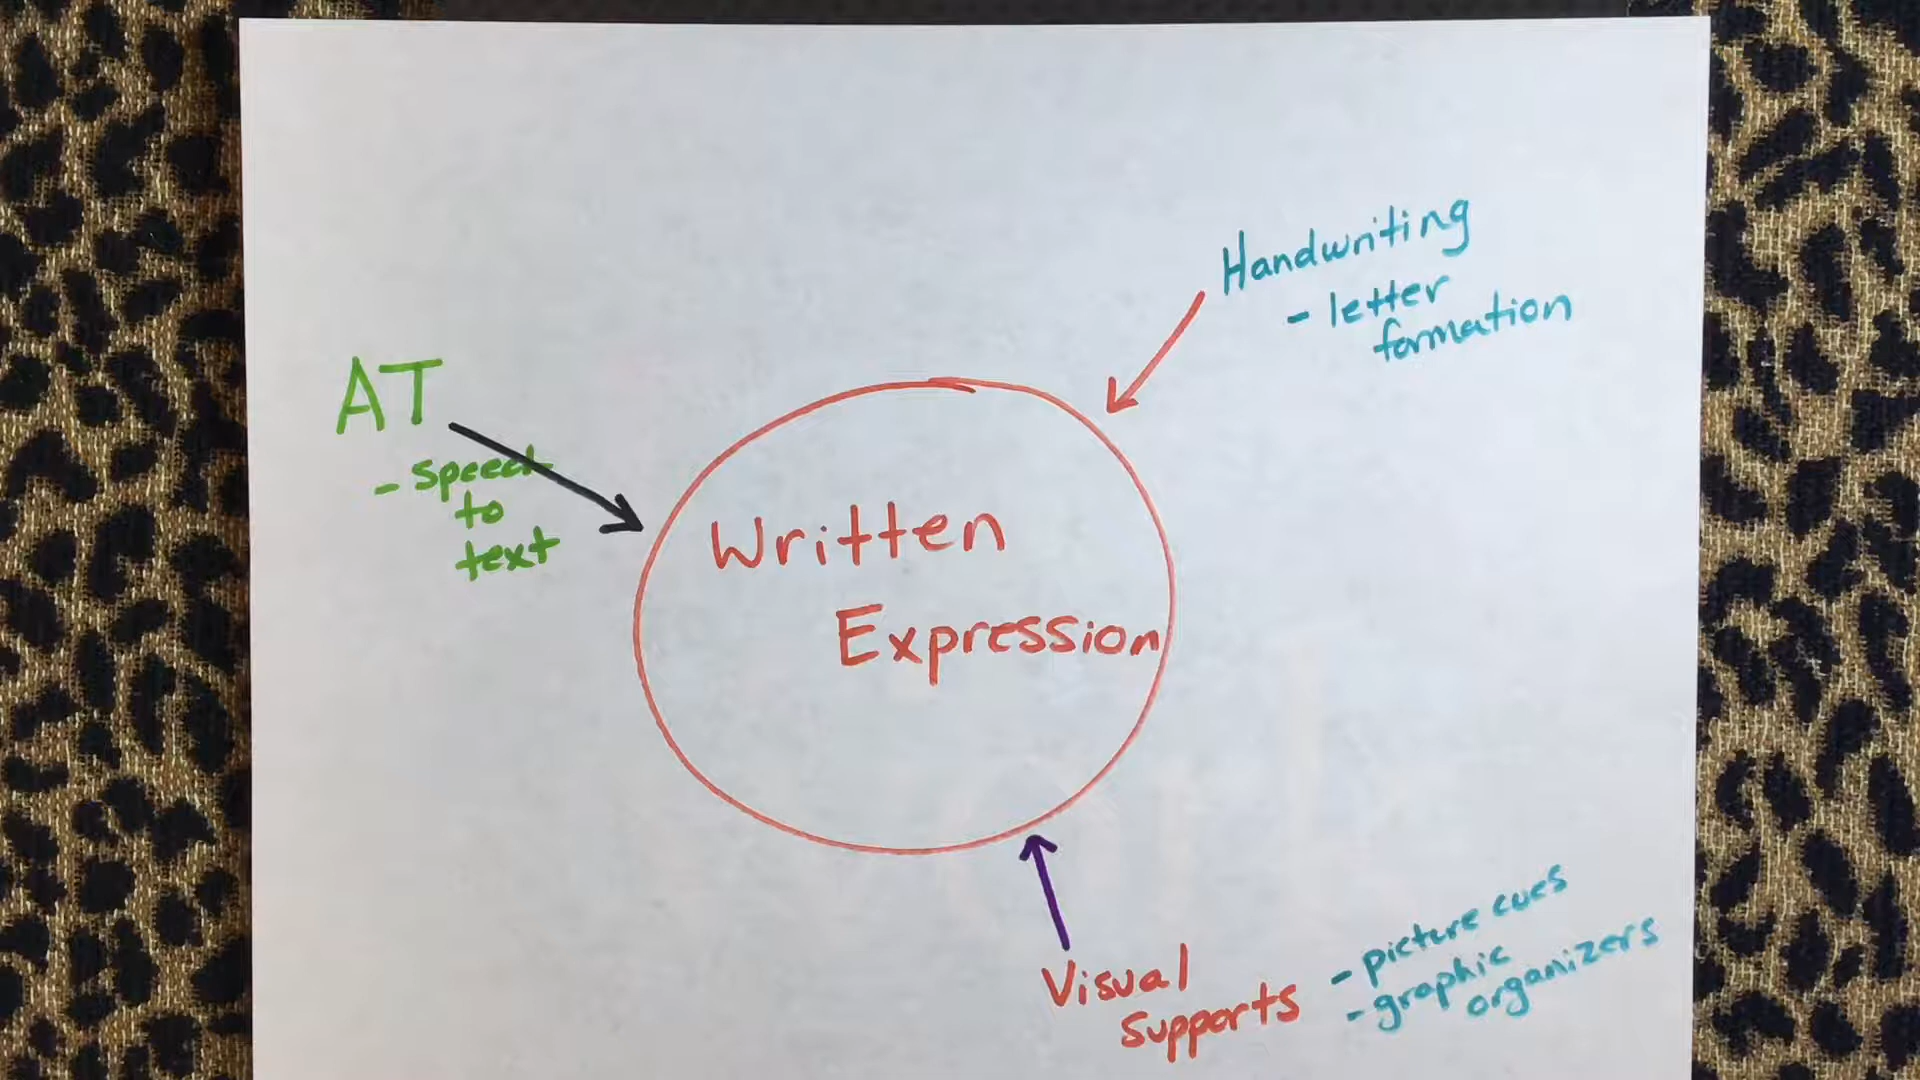 Handwriting
- letter
formation
AT
- speech
to
text
Written
Expression
Visual
supports
- picture cues
- graphic
organizers